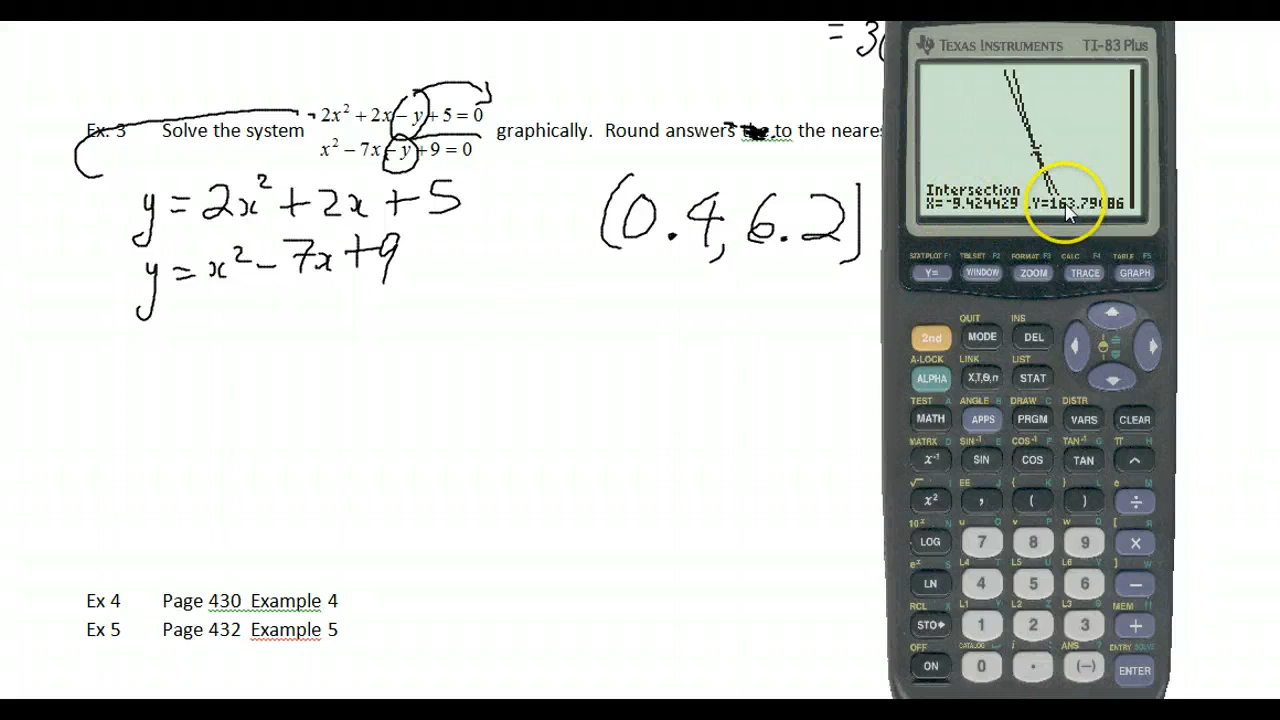 = 3(
Ex. 3 Solve the system - 2x² + 2x - y + 5 = 0
x² - 7x - y + 9 = 0
graphically. Round answers to the neares
y = 2x² + 2x + 5
y = x² - 7x + 9
(0.4, 6.2)
Ex 4 Page 430 Example 4
Ex 5 Page 432 Example 5
TEXAS INSTRUMENTS TI-83 Plus
Intersection
X=-9.424429 Y=163.79086
STAT PLOT F1 TBLSET F2 FORMAT F3 CALC F4 TABLE F5
Y= WINDOW ZOOM TRACE GRAPH
QUIT INS
2nd MODE DEL
A-LOCK LINK LIST
ALPHA X,T,Θ,n STAT
TEST A ANGLE B DRAW C DISTR
MATH APPS PRGM VARS CLEAR
MATRX D SIN⁻¹ E COS⁻¹ F TAN⁻¹ G π H
x⁻¹ SIN COS TAN ^
√ I EE J { K } L e M
x² , ( ) ÷
10ˣ N u O v P w Q [ R
LOG 7 8 9 ×
eˣ S L4 T L5 U L6 V ] W
LN 4 5 6 −
RCL X L1 Y L2 Z L3 θ MEM "
STO▸ 1 2 3 +
OFF CATALOG i : ANS ? ENTRY SOLVE
ON 0 . (−) ENTER